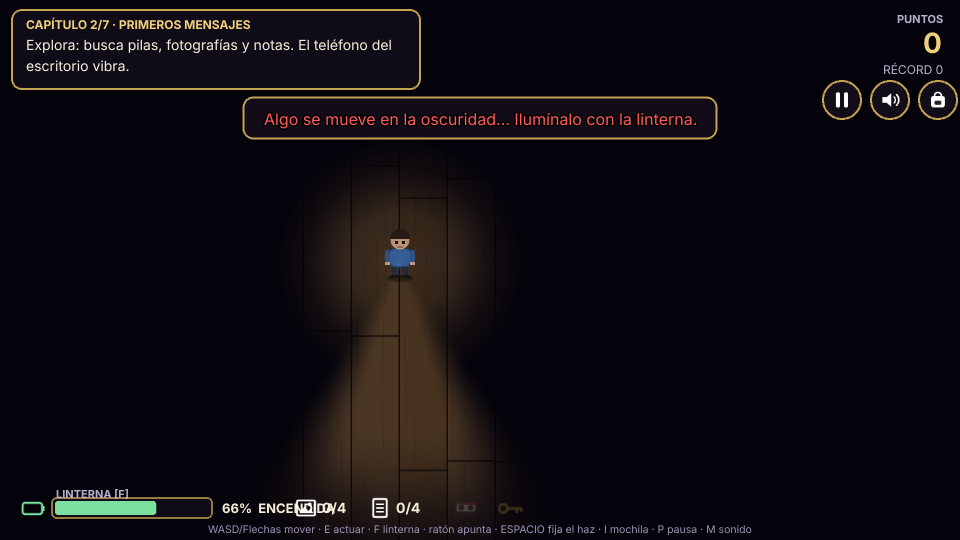 CAPÍTULO 2/7 · PRIMEROS MENSAJES
Explora: busca pilas, fotografías y notas. El teléfono del
escritorio vibra.
PUNTOS
0
RÉCORD 0
Algo se mueve en la oscuridad... Ilumínalo con la linterna.
LINTERNA [F]
66% ENCENDIDA 0/4 0/4
WASD/Flechas mover · E actuar · F linterna · ratón apunta · ESPACIO fija el haz · I mochila · P pausa · M sonido